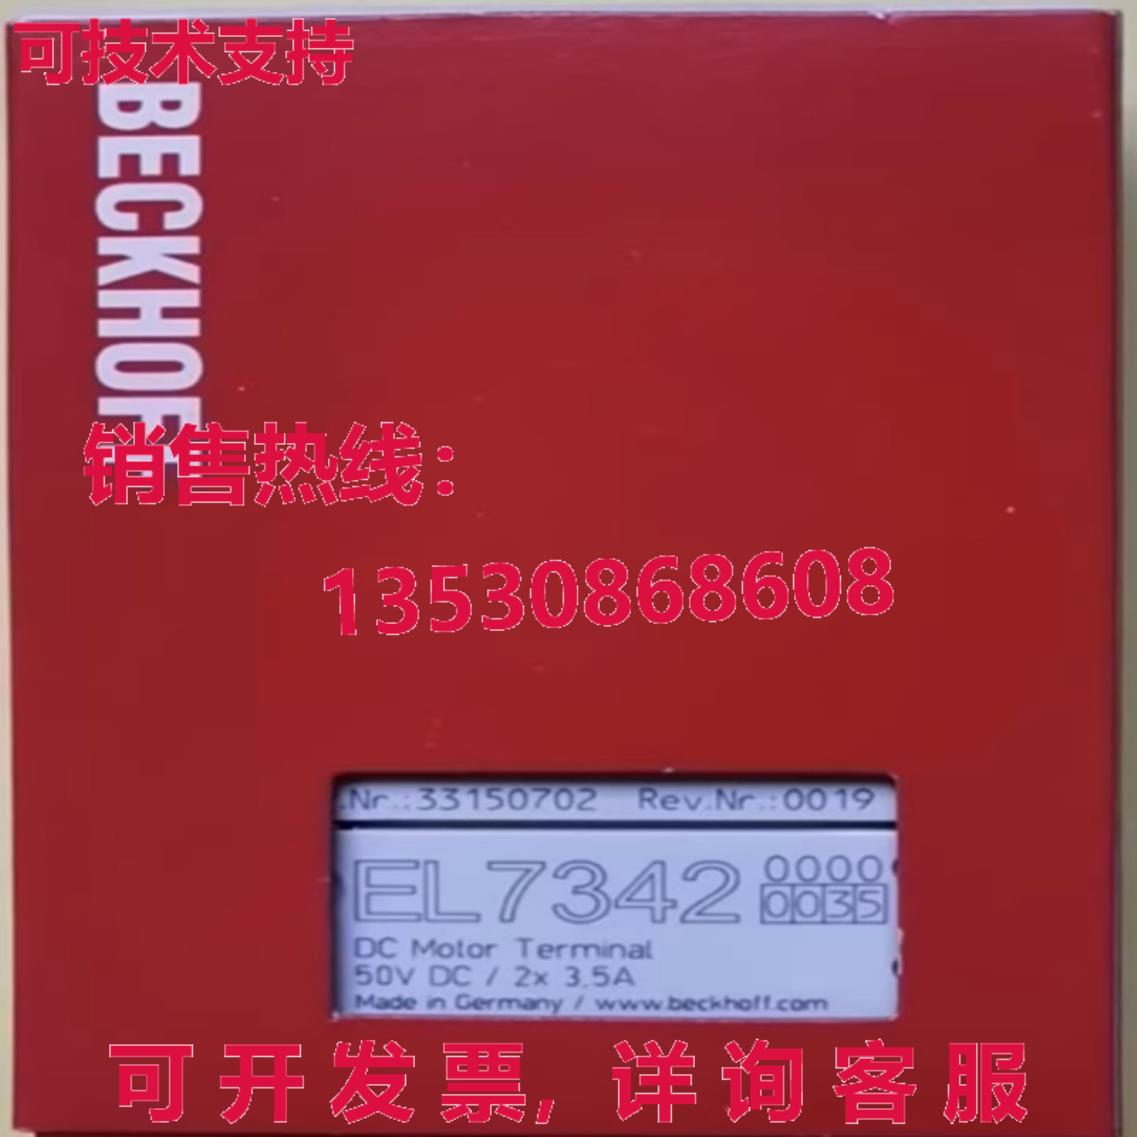 可技术支持
BECKHOFF
销售热线:
13530868608
.Nr.:33150702 Rev.Nr.:0019
EL7342 0000
0035
DC Motor Terminal
50V DC / 2x 3.5A
Made in Germany / www.beckhoff.com
可开发票, 详询客服